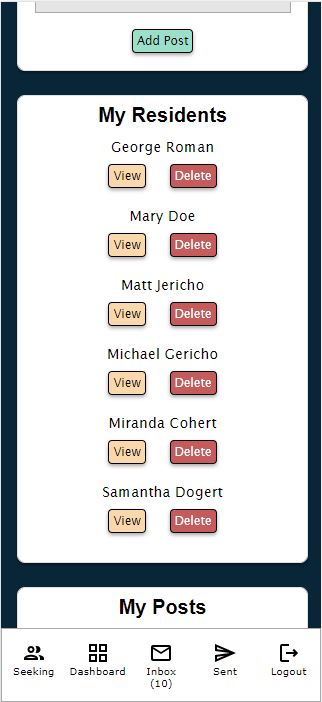 Add Post
My Residents
George Roman
View Delete
Mary Doe
View Delete
Matt Jericho
View Delete
Michael Gericho
View Delete
Miranda Cohert
View Delete
Samantha Dogert
View Delete
My Posts
Seeking Dashboard Inbox Sent Logout
(10)